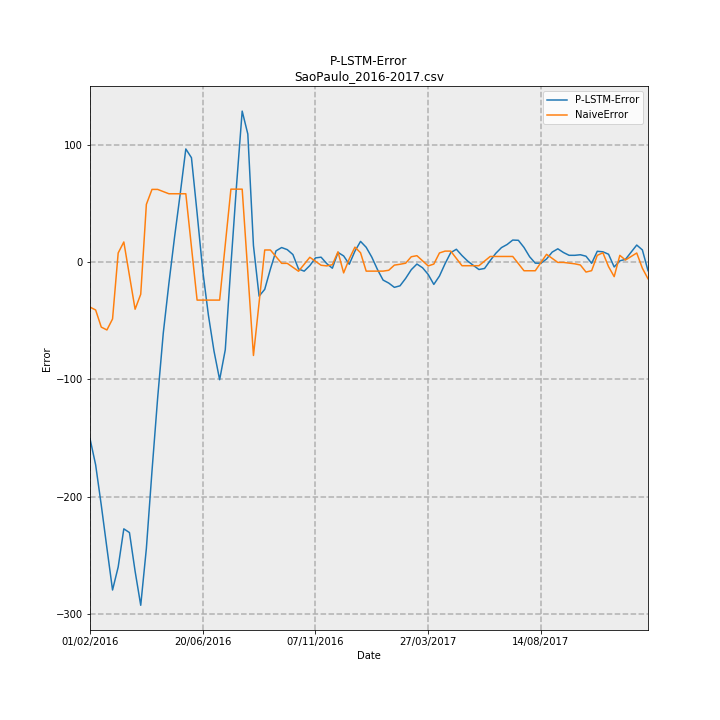 P-LSTM-Error
SaoPaulo_2016-2017.csv
P-LSTM-Error
NaiveError
100
0
−100
−200
−300
Error
01/02/2016 20/06/2016 07/11/2016 27/03/2017 14/08/2017
Date